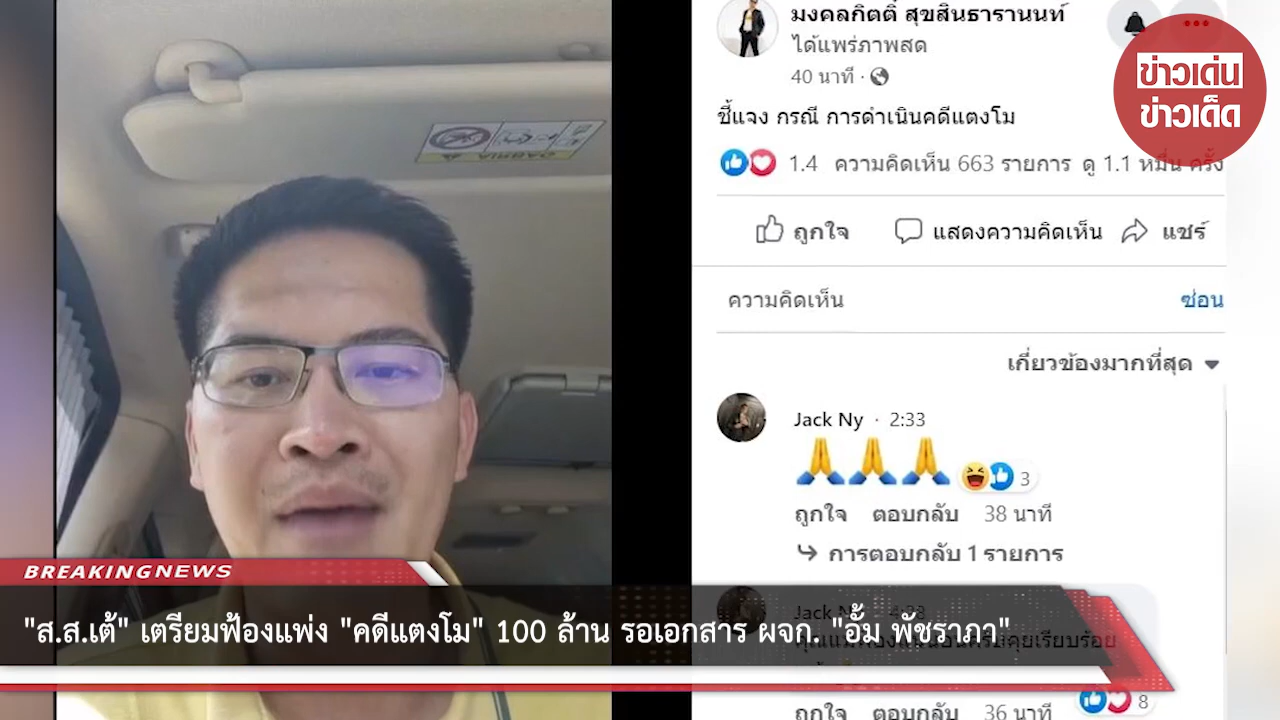 มงคลกิตติ์ สุขสินธารานนท์
ได้แพร่ภาพสด
40 นาที ·
ข่าวเด่น
ข่าวเด็ด
ชี้แจง กรณี การดำเนินคดีแตงโม
1.4 ความคิดเห็น 663 รายการ ดู 1.1 หมื่น ครั้ง
ถูกใจ แสดงความคิดเห็น แชร์
ความคิดเห็น ซ่อน
เกี่ยวข้องมากที่สุด
Jack Ny · 2:33
3
ถูกใจ ตอบกลับ 38 นาที
การตอบกลับ 1 รายการ
BREAKING NEWS
Jack Ny
"ส.ส.เต้" เตรียมฟ้องแพ่ง "คดีแตงโม" 100 ล้าน รอเอกสาร ผจก. "อั้ม พัชราภา"
8
ถูกใจ ตอบกลับ 36 นาที